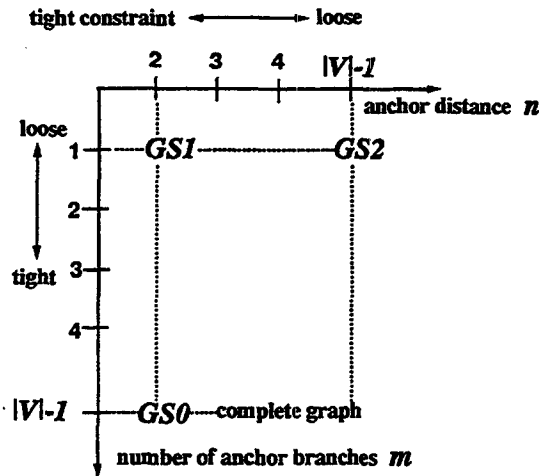 tight constraint loose
2 3 4 |V|-1
anchor distance n
loose
1 GS1 GS2
2
tight 3
4
|V|-1 GS0 complete graph
number of anchor branches m